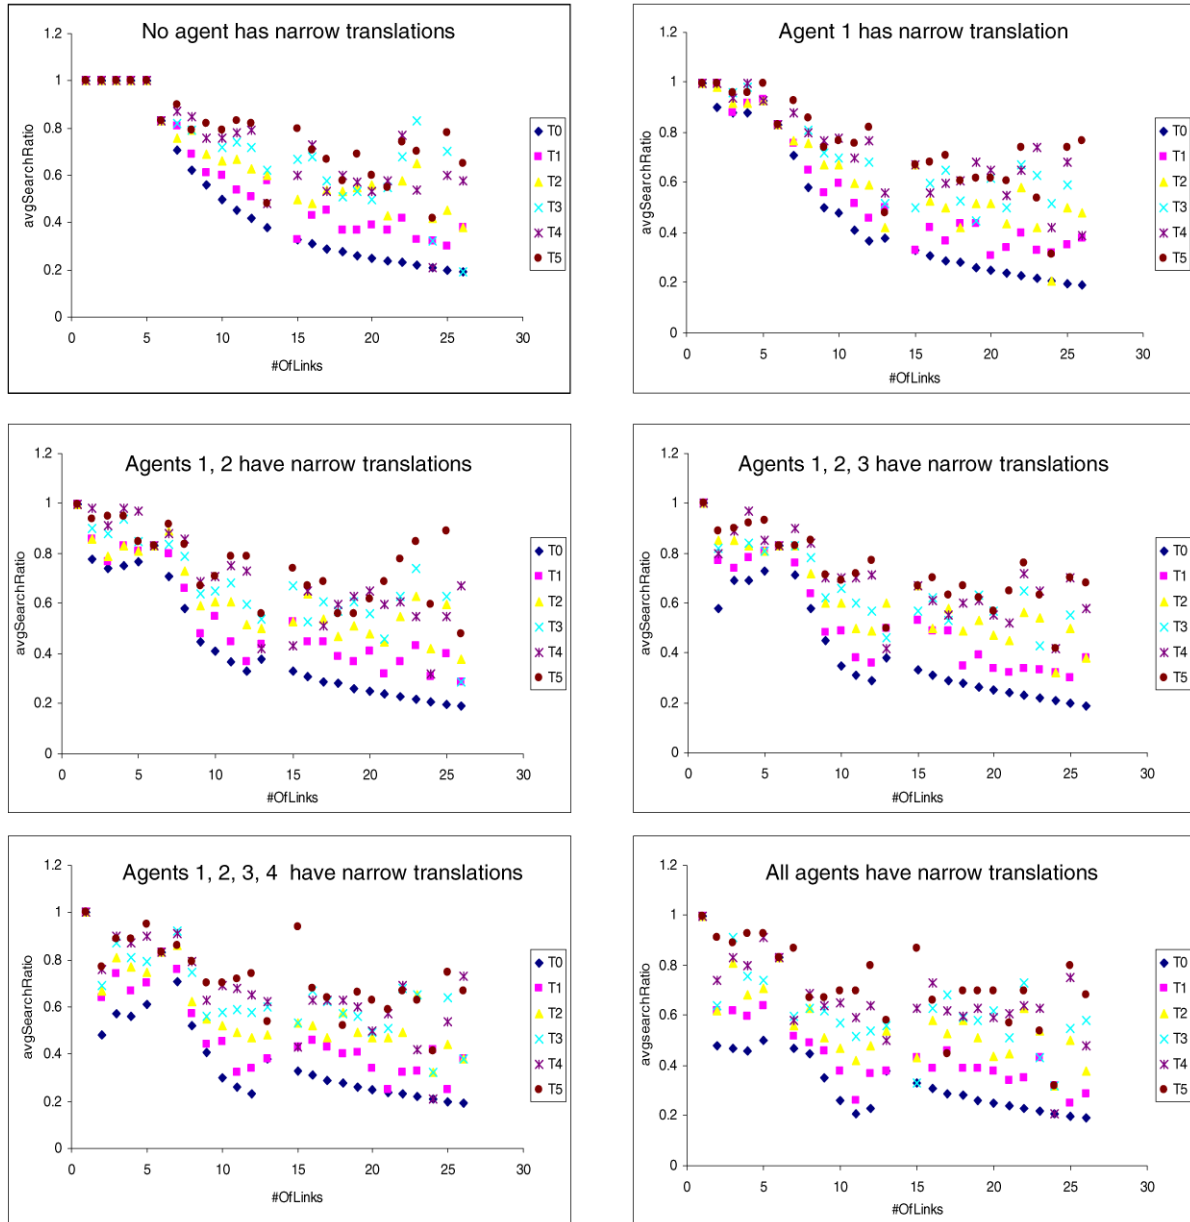 No agent has narrow translations
1.2
1
0.8
0.6
0.4
0.2
0
avgSearchRatio
0
5
10
15
20
25
30
#OfLinks
T0
T1
T2
T3
T4
T5
Agent 1 has narrow translation
1.2
1
0.8
0.6
0.4
0.2
0
avgSearchRatio
0
5
10
15
20
25
30
#OfLinks
T0
T1
T2
T3
T4
T5
Agents 1, 2 have narrow translations
1.2
1
0.8
0.6
0.4
0.2
0
avgSearchRatio
0
5
10
15
20
25
30
#OfLinks
T0
T1
T2
T3
T4
T5
Agents 1, 2, 3 have narrow translations
1.2
1
0.8
0.6
0.4
0.2
0
avgSearchRatio
0
5
10
15
20
25
30
#OfLinks
T0
T1
T2
T3
T4
T5
Agents 1, 2, 3, 4 have narrow translations
1.2
1
0.8
0.6
0.4
0.2
0
avgSearchRatio
0
5
10
15
20
25
30
#OfLinks
T0
T1
T2
T3
T4
T5
All agents have narrow translations
1.2
1
0.8
0.6
0.4
0.2
0
avgsearchRatio
0
5
10
15
20
25
30
#OfLinks
T0
T1
T2
T3
T4
T5